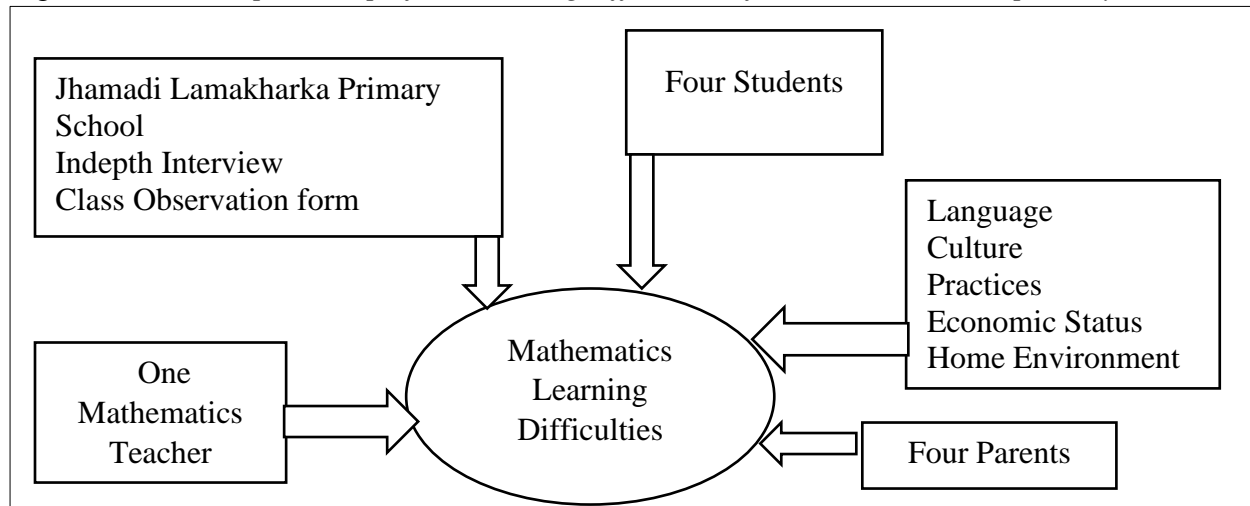 Jhamadi Lamakharka Primary
School
Indepth Interview
Class Observation form
Four Students
Language
Culture
Practices
Economic Status
Home Environment
Mathematics
Learning
Difficulties
One
Mathematics
Teacher
Four Parents